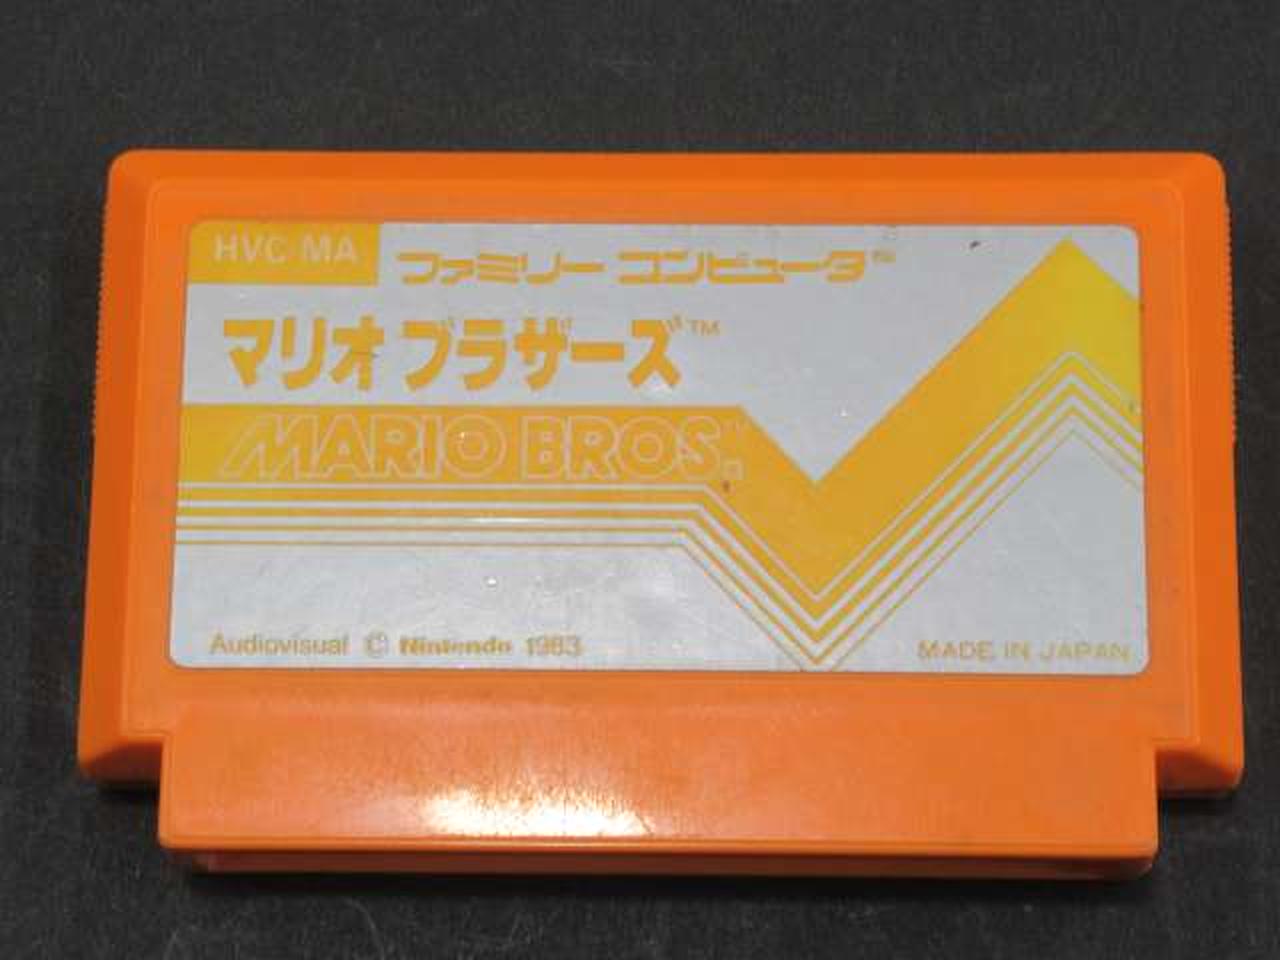 HVC MA
ファミリー コンピュータ™
マリオブラザーズ™
MARIO BROS.™
Audiovisual © Nintendo 1983
MADE IN JAPAN